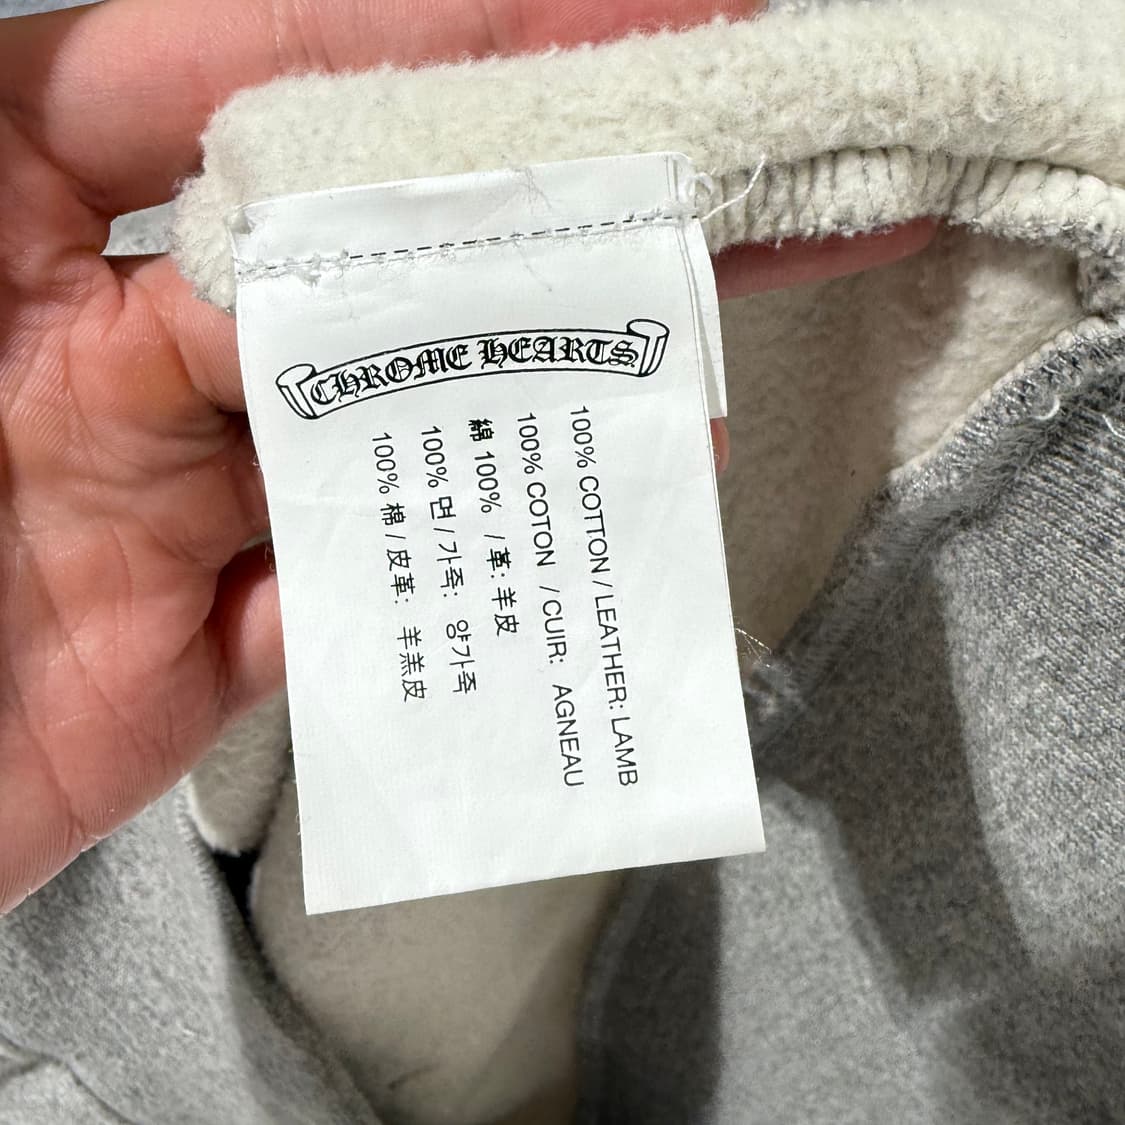 CHROME HEARTS
100% COTTON / LEATHER: LAMB
100% COTON / CUIR: AGNEAU
綿 100% / 革: 羊皮
100% 면 / 가죽: 양가죽
100% 棉 / 皮革: 羊羔皮